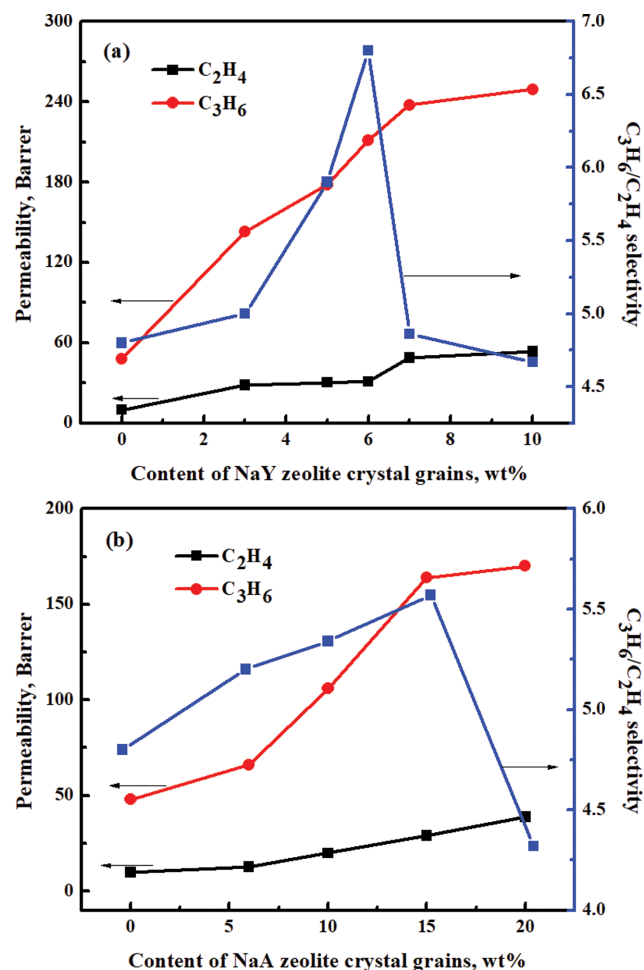 (a)
C2H4
C3H6
300
240
180
120
60
0
Permeability, Barrer
7.0
6.5
6.0
5.5
5.0
4.5
C3H6/C2H4 selectivity
0 2 4 6 8 10
Content of NaY zeolite crystal grains, wt%
(b)
C2H4
C3H6
200
150
100
50
0
Permeability, Barrer
6.0
5.5
5.0
4.5
4.0
C3H6/C2H4 selectivity
0 5 10 15 20
Content of NaA zeolite crystal grains, wt%